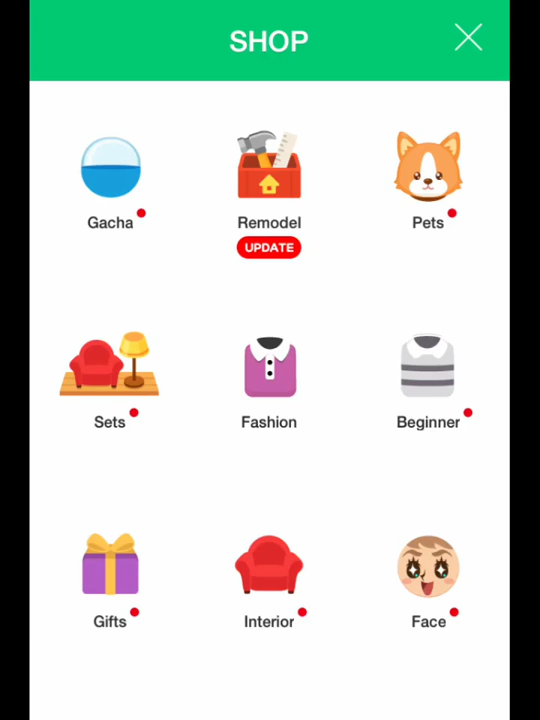 SHOP
Gacha
Remodel
Pets
UPDATE
Sets
Fashion
Beginner
Gifts
Interior
Face